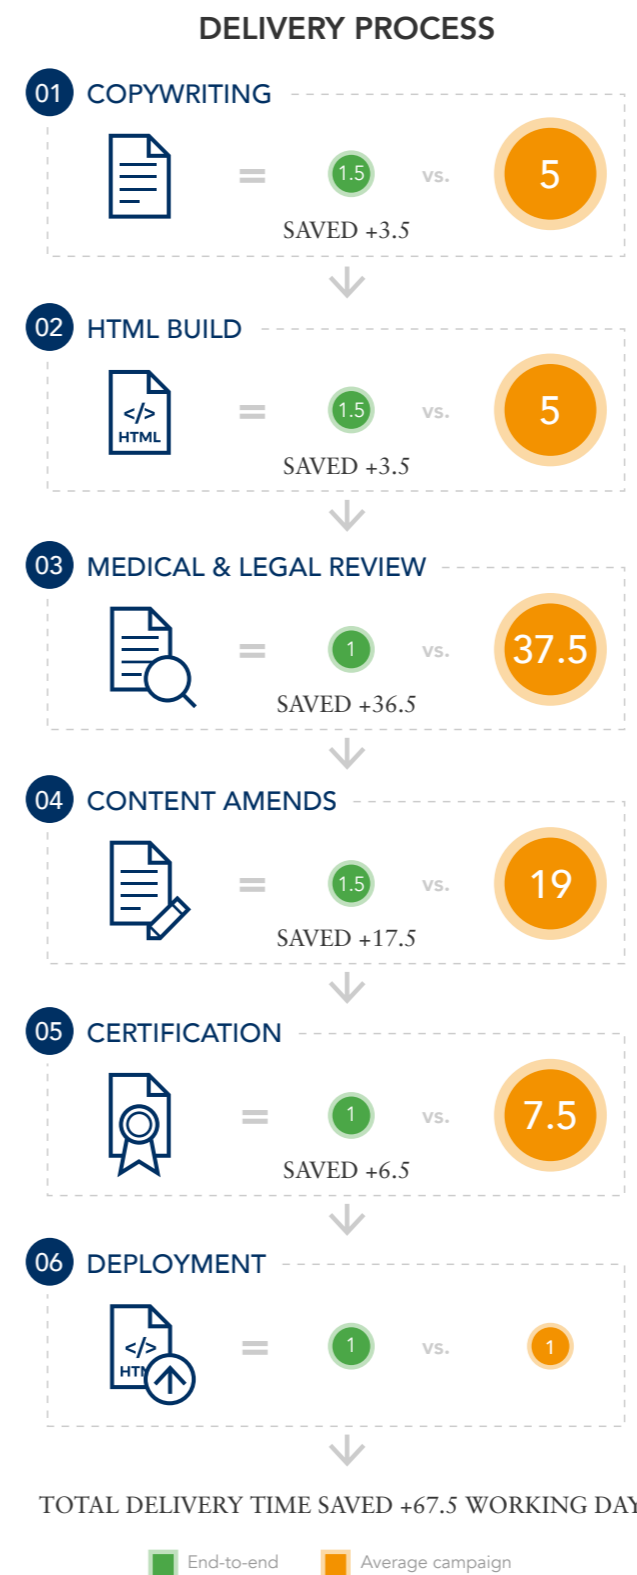 DELIVERY PROCESS
01 COPYWRITING
= 1.5 vs. 5
SAVED +3.5
02 HTML BUILD
</>
HTML
= 1.5 vs. 5
SAVED +3.5
03 MEDICAL & LEGAL REVIEW
= 1 vs. 37.5
SAVED +36.5
04 CONTENT AMENDS
= 1.5 vs. 19
SAVED +17.5
05 CERTIFICATION
= 1 vs. 7.5
SAVED +6.5
06 DEPLOYMENT
</>
HT
= 1 vs. 1
TOTAL DELIVERY TIME SAVED +67.5 WORKING DAY
End-to-end Average campaign